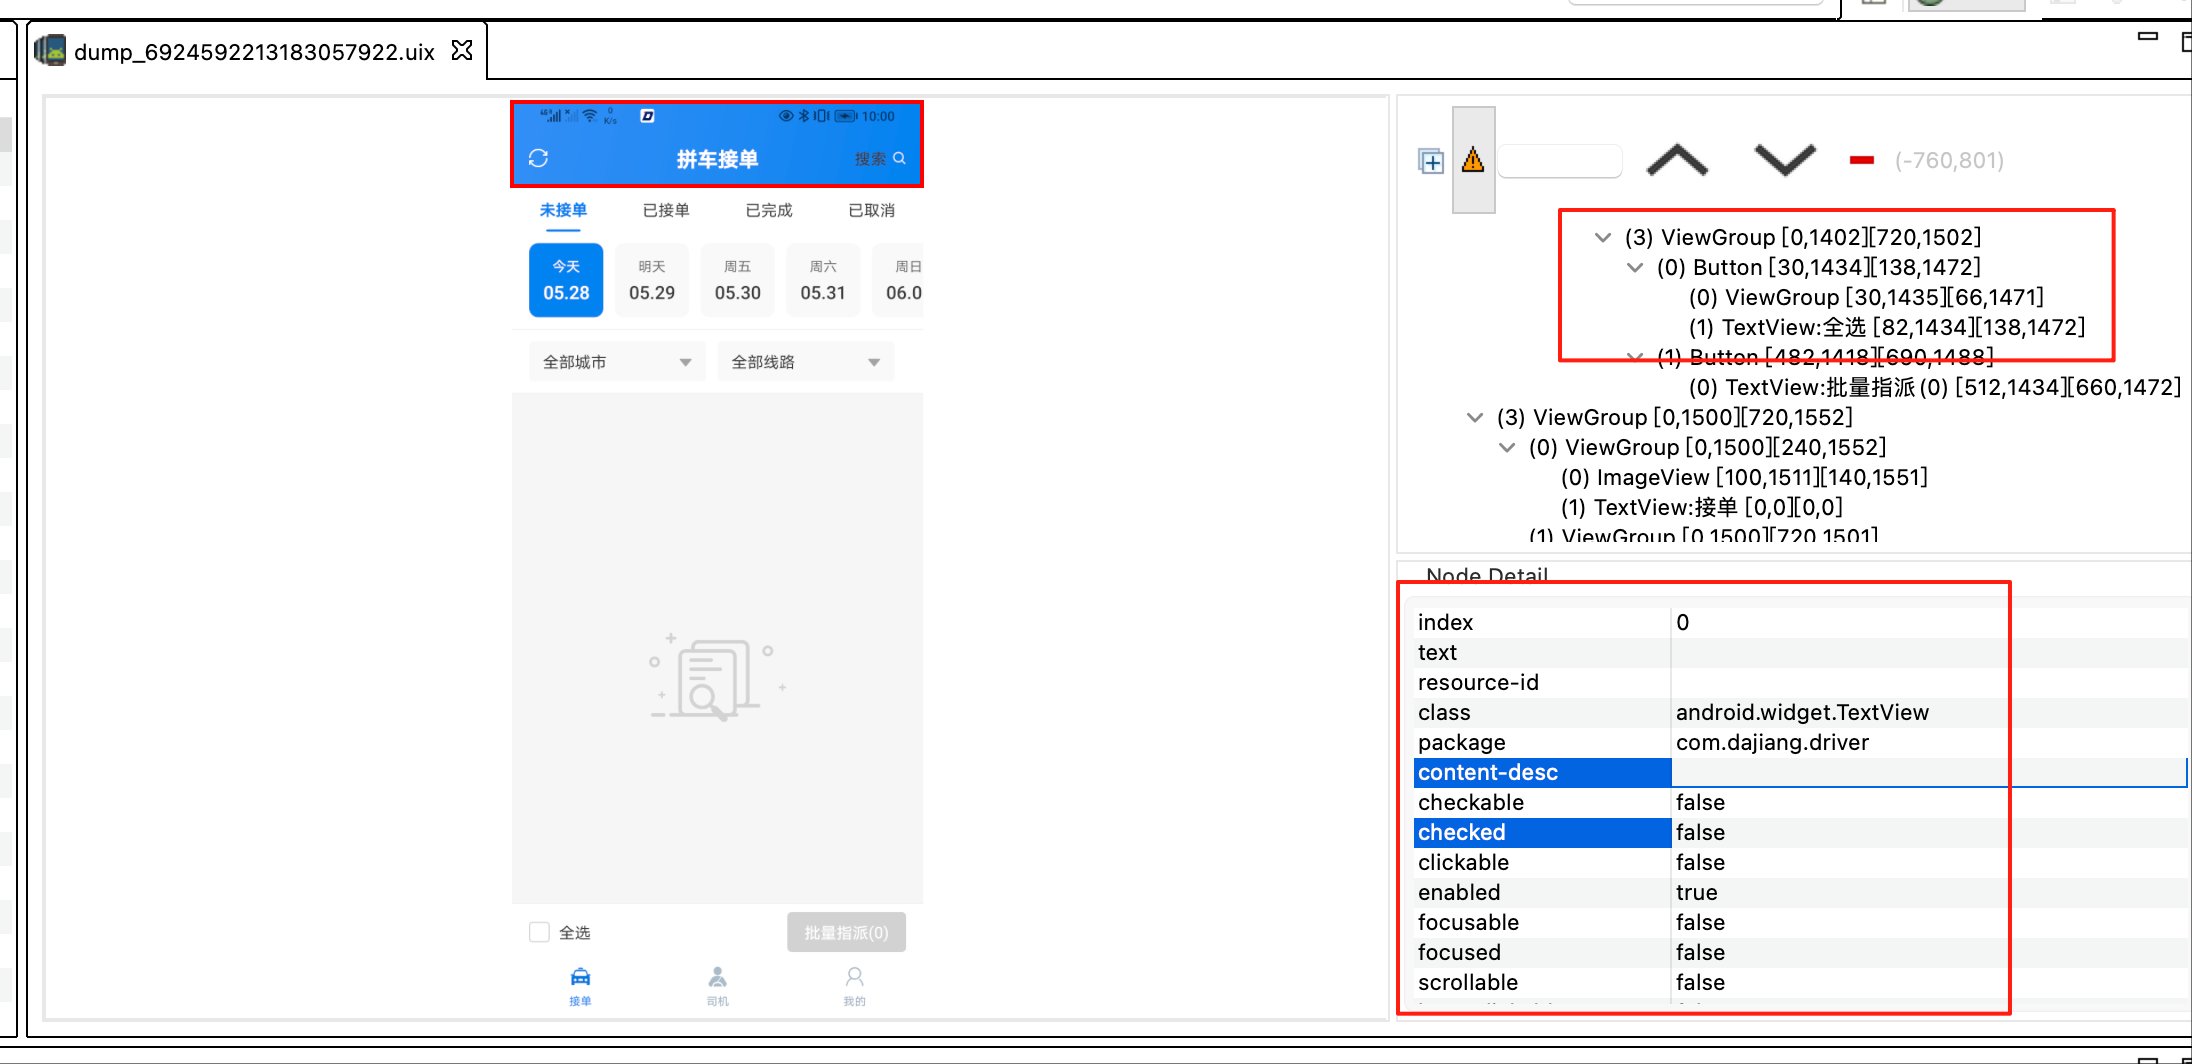 dump_6924592213183057922.uix
0
K/s
10:00
拼车接单
搜索
未接单
已接单
已完成
已取消
今天
05.28
明天
05.29
周五
05.30
周六
05.31
周日
06.0
全部城市
全部线路
全选
批量指派(0)
接单
司机
我的
(-760,801)
(3) ViewGroup [0,1402][720,1502]
(0) Button [30,1434][138,1472]
(0) ViewGroup [30,1435][66,1471]
(1) TextView:全选 [82,1434][138,1472]
(1) Button [482,1418][690,1488]
(0) TextView:批量指派(0) [512,1434][660,1472]
(3) ViewGroup [0,1500][720,1552]
(0) ViewGroup [0,1500][240,1552]
(0) ImageView [100,1511][140,1551]
(1) TextView:接单 [0,0][0,0]
(1) ViewGroup [0,1500][720,1501]
Node Detail
index 0
text
resource-id
class android.widget.TextView
package com.dajiang.driver
content-desc
checkable false
checked false
clickable false
enabled true
focusable false
focused false
scrollable false